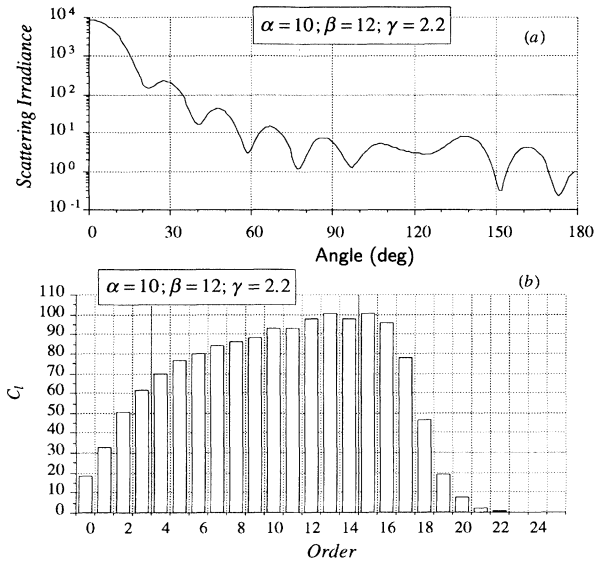 α = 10; β = 12; γ = 2.2
(a)
Scattering Irradiance
10⁴
10³
10²
10¹
10⁰
10⁻¹
0 30 60 90 120 150 180
Angle (deg)
α = 10; β = 12; γ = 2.2
(b)
C_l
110
100
90
80
70
60
50
40
30
20
10
0
0 2 4 6 8 10 12 14 16 18 20 22 24
Order